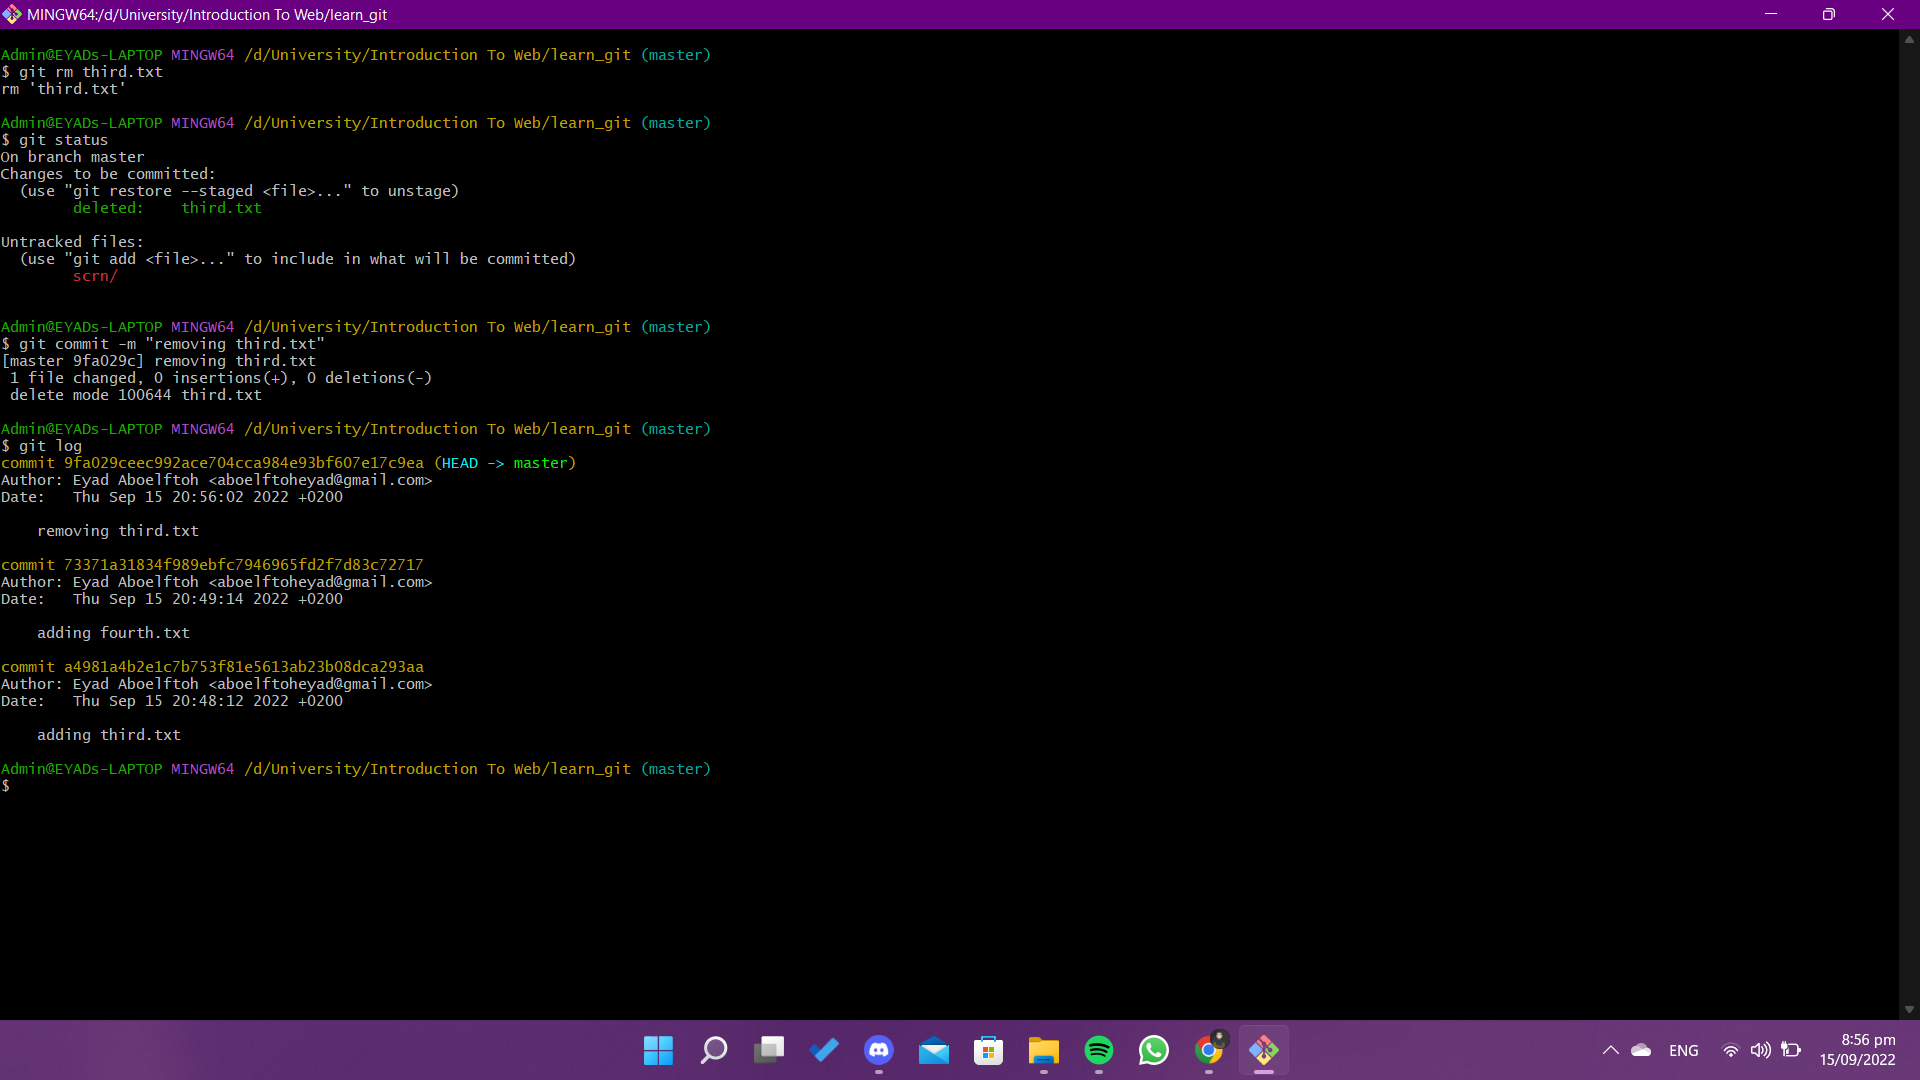 MINGW64:/d/University/Introduction To Web/learn_git
Admin@EYADs-LAPTOP MINGW64 /d/University/Introduction To Web/learn_git (master)
$ git rm third.txt
rm 'third.txt'
Admin@EYADs-LAPTOP MINGW64 /d/University/Introduction To Web/learn_git (master)
$ git status
On branch master
Changes to be committed:
  (use "git restore --staged <file>..." to unstage)
        deleted:    third.txt
Untracked files:
  (use "git add <file>..." to include in what will be committed)
        scrn/
Admin@EYADs-LAPTOP MINGW64 /d/University/Introduction To Web/learn_git (master)
$ git commit -m "removing third.txt"
[master 9fa029c] removing third.txt
 1 file changed, 0 insertions(+), 0 deletions(-)
 delete mode 100644 third.txt
Admin@EYADs-LAPTOP MINGW64 /d/University/Introduction To Web/learn_git (master)
$ git log
commit 9fa029ceec992ace704cca984e93bf607e17c9ea (HEAD -> master)
Author: Eyad Aboelftoh <aboelftoheyad@gmail.com>
Date:   Thu Sep 15 20:56:02 2022 +0200
    removing third.txt
commit 73371a31834f989ebfc7946965fd2f7d83c72717
Author: Eyad Aboelftoh <aboelftoheyad@gmail.com>
Date:   Thu Sep 15 20:49:14 2022 +0200
    adding fourth.txt
commit a4981a4b2e1c7b753f81e5613ab23b08dca293aa
Author: Eyad Aboelftoh <aboelftoheyad@gmail.com>
Date:   Thu Sep 15 20:48:12 2022 +0200
    adding third.txt
Admin@EYADs-LAPTOP MINGW64 /d/University/Introduction To Web/learn_git (master)
$
ENG
8:56 pm
15/09/2022